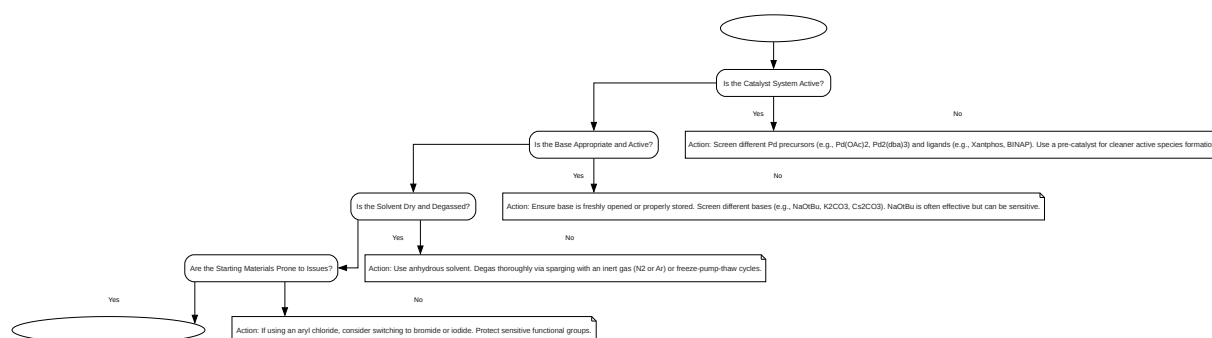 Is the Catalyst System Active?
Yes
No
Is the Base Appropriate and Active?
Action: Screen different Pd precursors (e.g., Pd(OAc)2, Pd2(dba)3) and ligands (e.g., Xantphos, BINAP). Use a pre-catalyst for cleaner active species formatio
Yes
No
Is the Solvent Dry and Degassed?
Action: Ensure base is freshly opened or properly stored. Screen different bases (e.g., NaOtBu, K2CO3, Cs2CO3). NaOtBu is often effective but can be sensitive.
Yes
No
Are the Starting Materials Prone to Issues?
Action: Use anhydrous solvent. Degas thoroughly via sparging with an inert gas (N2 or Ar) or freeze-pump-thaw cycles.
Yes
No
Action: If using an aryl chloride, consider switching to bromide or iodide. Protect sensitive functional groups.